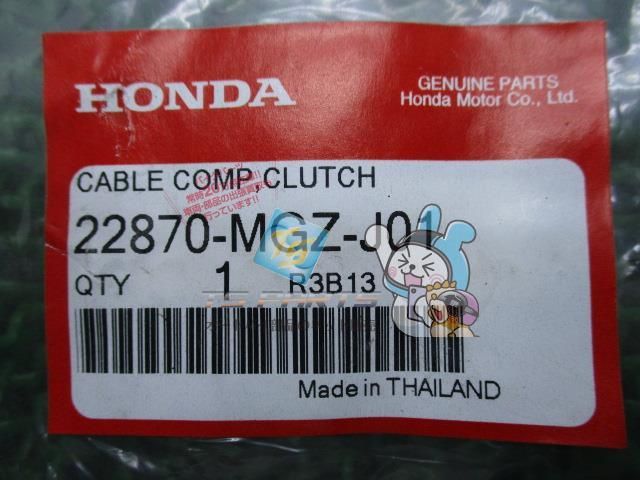 HONDA
GENUINE PARTS
Honda Motor Co., Ltd.
CABLE COMP,CLUTCH
22870-MGZ-J01
QTY 1 R3B13
Made in THAILAND